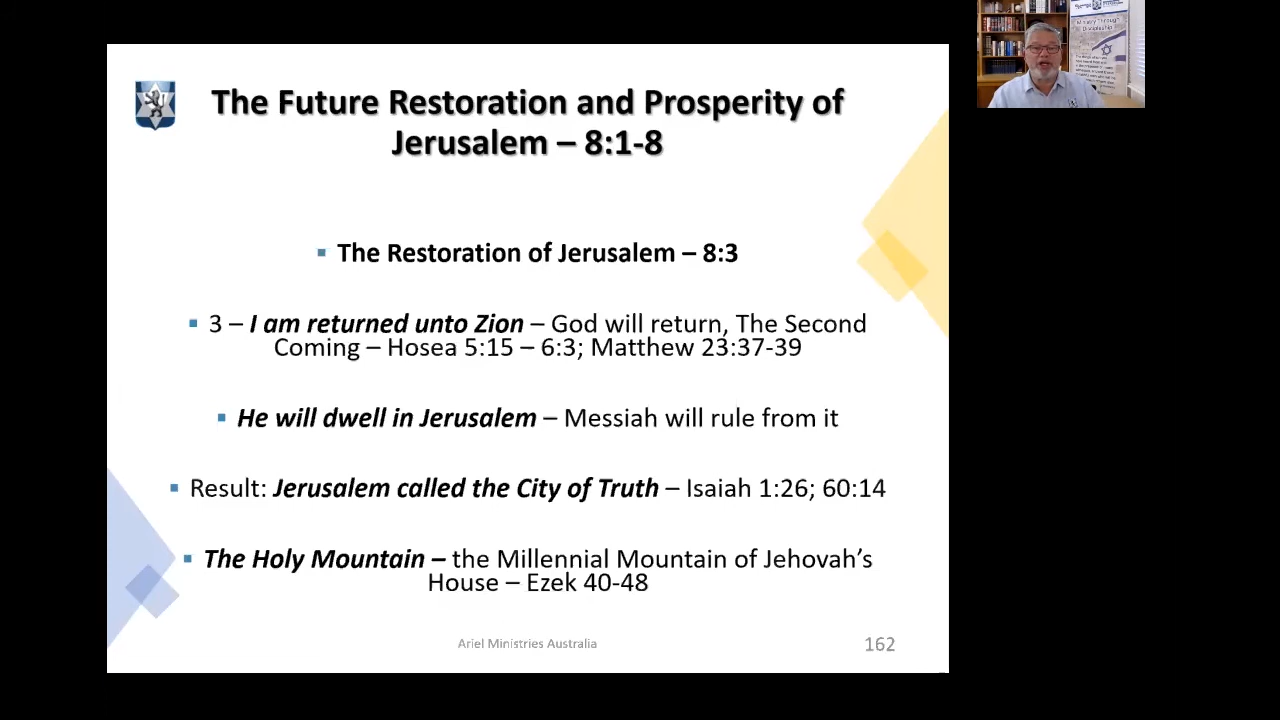 The Future Restoration and Prosperity of
Jerusalem – 8:1-8
▪ The Restoration of Jerusalem – 8:3
▪ 3 – I am returned unto Zion – God will return, The Second
Coming – Hosea 5:15 – 6:3; Matthew 23:37-39
▪ He will dwell in Jerusalem – Messiah will rule from it
▪ Result: Jerusalem called the City of Truth – Isaiah 1:26; 60:14
▪ The Holy Mountain – the Millennial Mountain of Jehovah’s
House – Ezek 40-48
Ariel Ministries Australia
162
Ministry Through
Discipleship